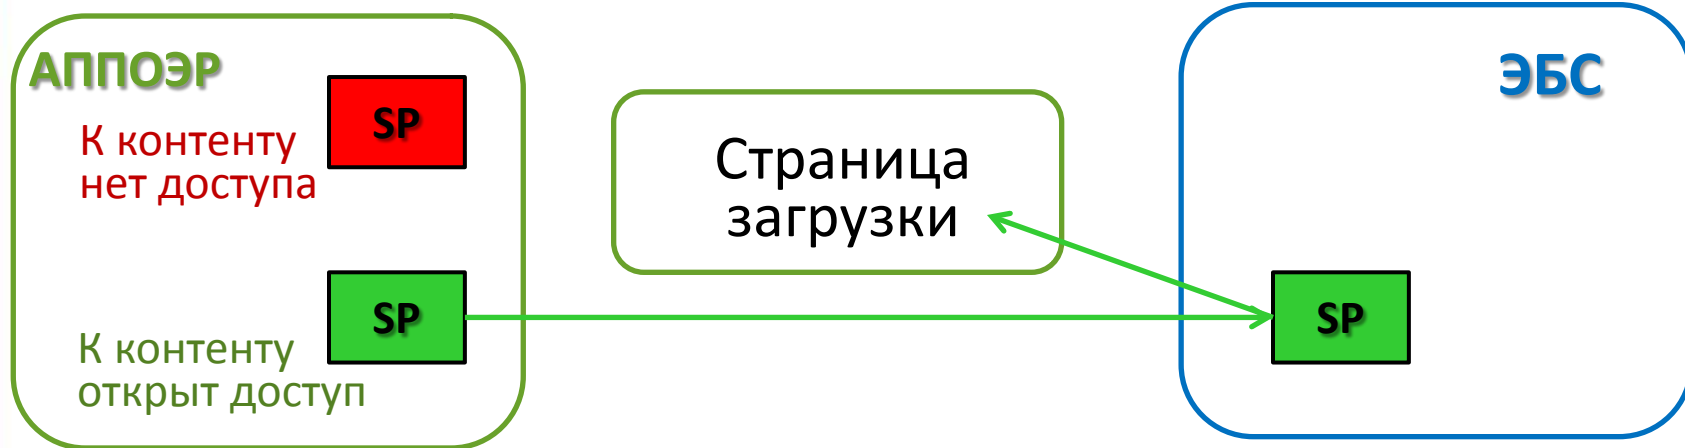 АППОЭР
SP
К контенту
нет доступа
SP
К контенту
открыт доступ
Страница
загрузки
ЭБС
SP